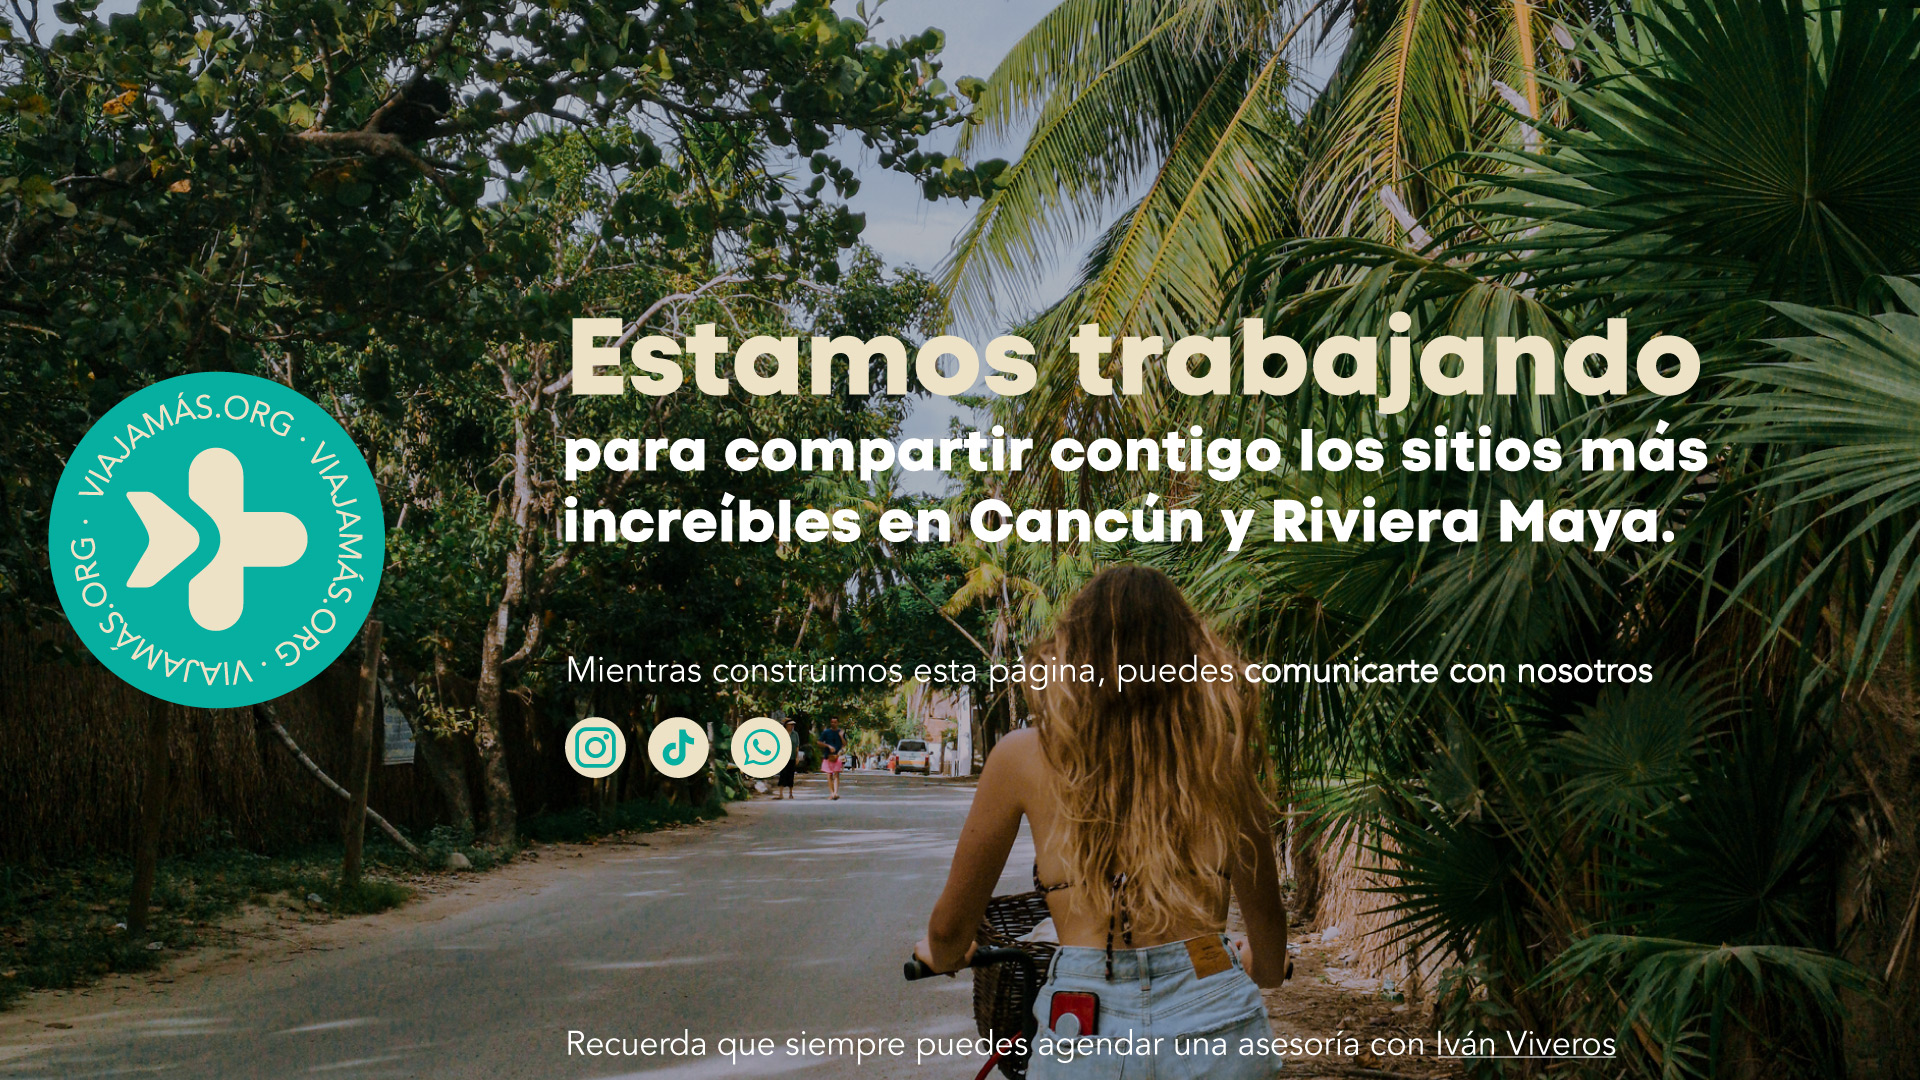 VIAJAMÁS.ORG · VIAJAMÁS.ORG · VIAJAMÁS.ORG ·
Estamos trabajando
para compartir contigo los sitios más
increíbles en Cancún y Riviera Maya.
Mientras construimos esta página, puedes comunicarte con nosotros
Recuerda que siempre puedes agendar una asesoría con Iván Viveros